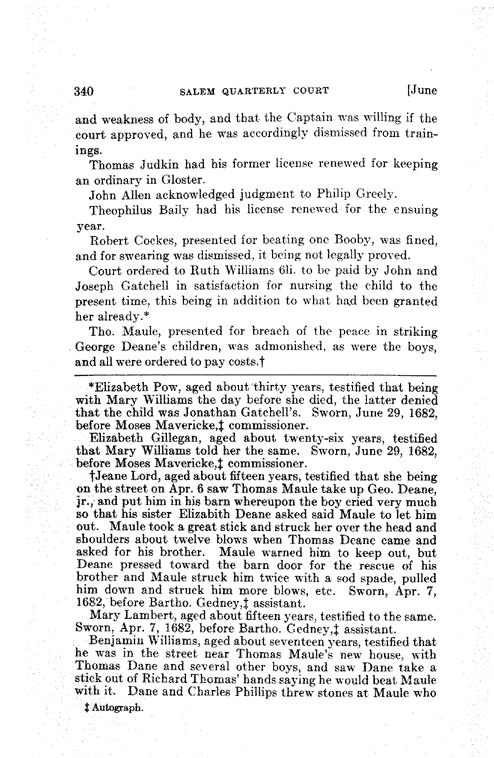 340 SALEM QUARTERLY COURT [June
and weakness of body, and that the Captain was willing if the
court approved, and he was accordingly dismissed from train-
ings.
Thomas Judkin had his former license renewed for keeping
an ordinary in Gloster.
John Allen acknowledged judgment to Philip Greely.
Theophilus Baily had his license renewed for the ensuing
year.
Robert Cockes, presented for beating one Booby, was fined,
and for swearing was dismissed, it being not legally proved.
Court ordered to Ruth Williams 6li. to be paid by John and
Joseph Gatchell in satisfaction for nursing the child to the
present time, this being in addition to what had been granted
her already.*
Tho. Maule, presented for breach of the peace in striking
George Deane's children, was admonished, as were the boys,
and all were ordered to pay costs.†
*Elizabeth Pow, aged about thirty years, testified that being
with Mary Williams the day before she died, the latter denied
that the child was Jonathan Gatchell's. Sworn, June 29, 1682,
before Moses Mavericke,‡ commissioner.
Elizabeth Gillegan, aged about twenty-six years, testified
that Mary Williams told her the same. Sworn, June 29, 1682,
before Moses Mavericke,‡ commissioner.
†Jeane Lord, aged about fifteen years, testified that she being
on the street on Apr. 6 saw Thomas Maule take up Geo. Deane,
jr., and put him in his barn whereupon the boy cried very much
so that his sister Elizabith Deane asked said Maule to let him
out. Maule took a great stick and struck her over the head and
shoulders about twelve blows when Thomas Deane came and
asked for his brother. Maule warned him to keep out, but
Deane pressed toward the barn door for the rescue of his
brother and Maule struck him twice with a sod spade, pulled
him down and struck him more blows, etc. Sworn, Apr. 7,
1682, before Bartho. Gedney,‡ assistant.
Mary Lambert, aged about fifteen years, testified to the same.
Sworn, Apr. 7, 1682, before Bartho. Gedney,‡ assistant.
Benjamin Williams, aged about seventeen years, testified that
he was in the street near Thomas Maule's new house, with
Thomas Dane and several other boys, and saw Dane take a
stick out of Richard Thomas' hands saying he would beat Maule
with it. Dane and Charles Phillips threw stones at Maule who
‡ Autograph.